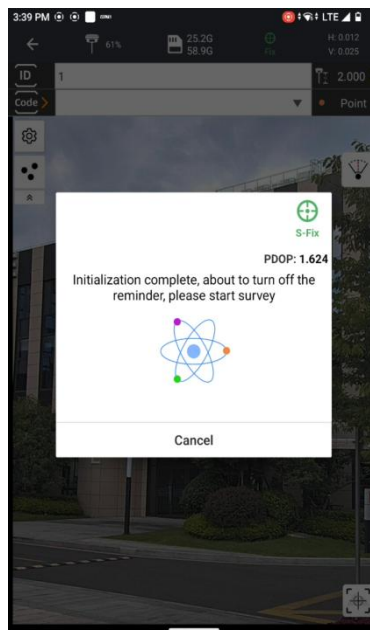 3:39 PM
LTE
61%
25.2G
58.9G
Fix
H: 0.012
V: 0.025
ID
1
2.000
Code
Point
S-Fix
PDOP: 1.624
Initialization complete, about to turn off the
reminder, please start survey
Cancel